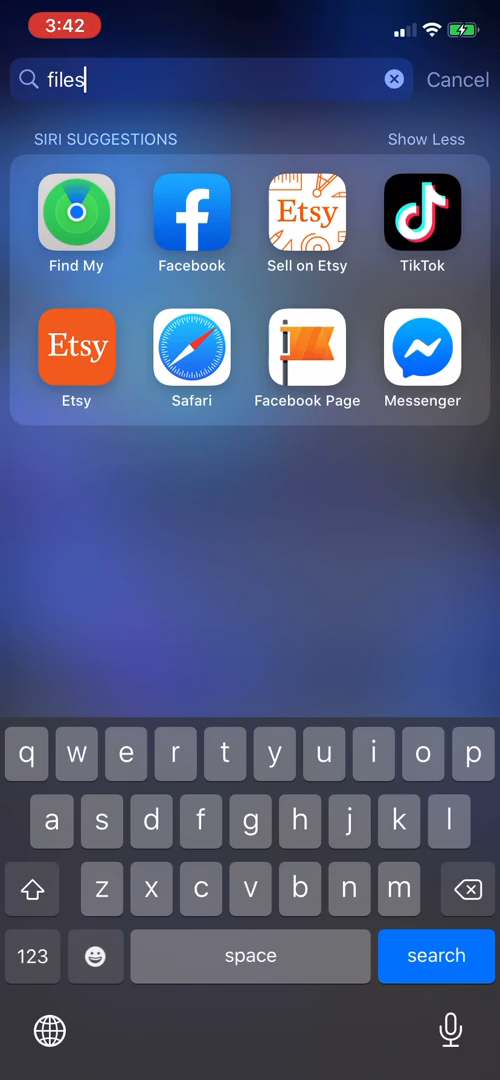 3:42
files
Cancel
SIRI SUGGESTIONS
Show Less
Etsy
Find My
Facebook
Sell on Etsy
TikTok
Etsy
Etsy
Safari
Facebook Page
Messenger
q w e r t y u i o p
a s d f g h j k l
z x c v b n m
123
space
search